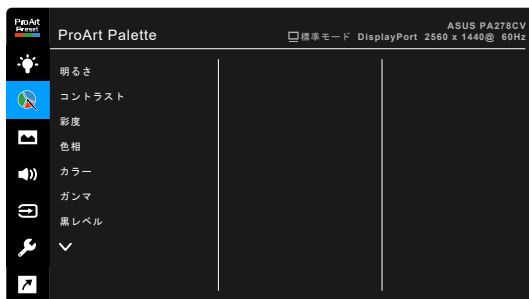 ProArt
Preset
ProArt Palette
ASUS PA278CV
標準モード DisplayPort 2560 x 1440@ 60Hz
明るさ
コントラスト
彩度
色相
カラー
ガンマ
黒レベル